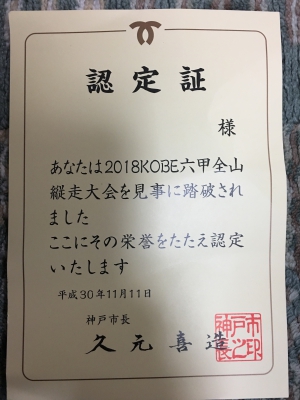 認定証
様
あなたは2018KOBE六甲全山
縦走大会を見事に踏破され
ました
ここにその栄誉をたたえ認定
いたします
平成30年11月11日
神戸市長
久元喜造
神戸市長之印